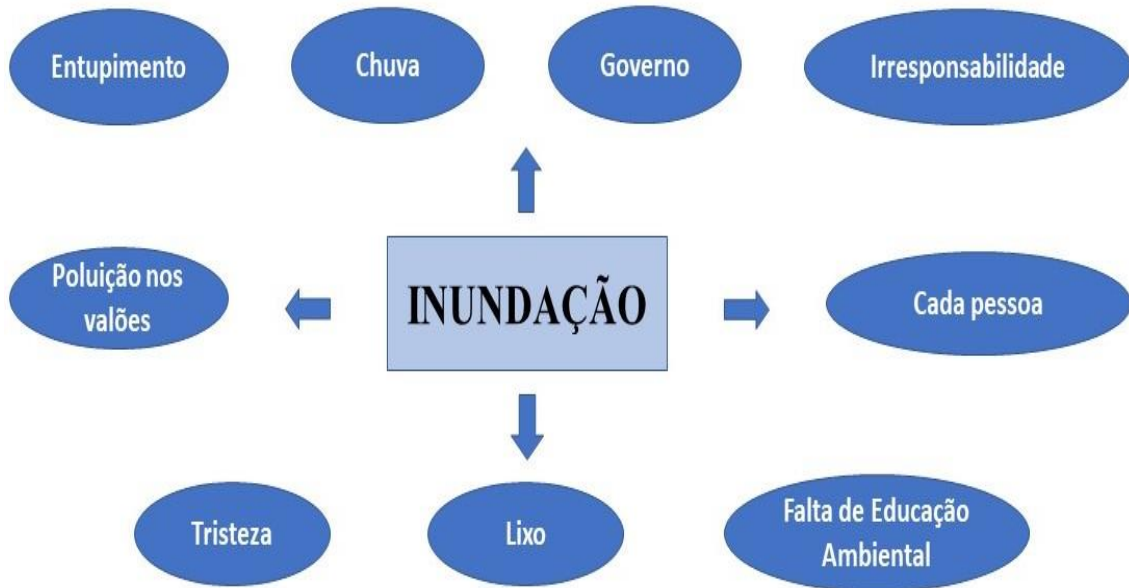 Entupimento
Chuva
Governo
Irresponsabilidade
Poluição nos
valões
INUNDAÇÃO
Cada pessoa
Tristeza
Lixo
Falta de Educação
Ambiental